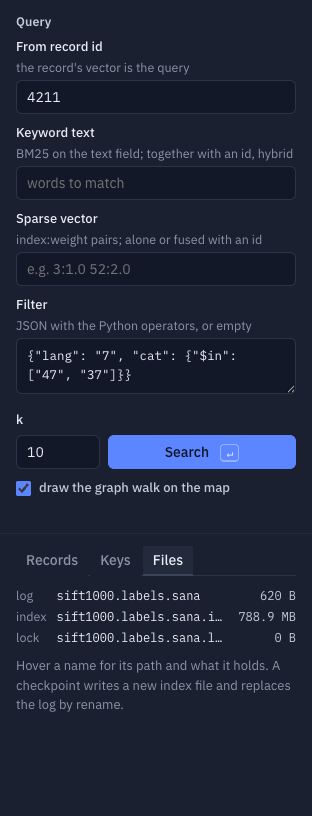 Query
From record id
the record's vector is the query
4211
Keyword text
BM25 on the text field; together with an id, hybrid
words to match
Sparse vector
index:weight pairs; alone or fused with an id
e.g. 3:1.0 52:2.0
Filter
JSON with the Python operators, or empty
{"lang": "7", "cat": {"$in":
["47", "37"]}}
k
10 Search ↵
draw the graph walk on the map
Records Keys Files
log sift1000.labels.sana 620 B
index sift1000.labels.sana.i… 788.9 MB
lock sift1000.labels.sana.l… 0 B
Hover a name for its path and what it holds. A
checkpoint writes a new index file and replaces
the log by rename.